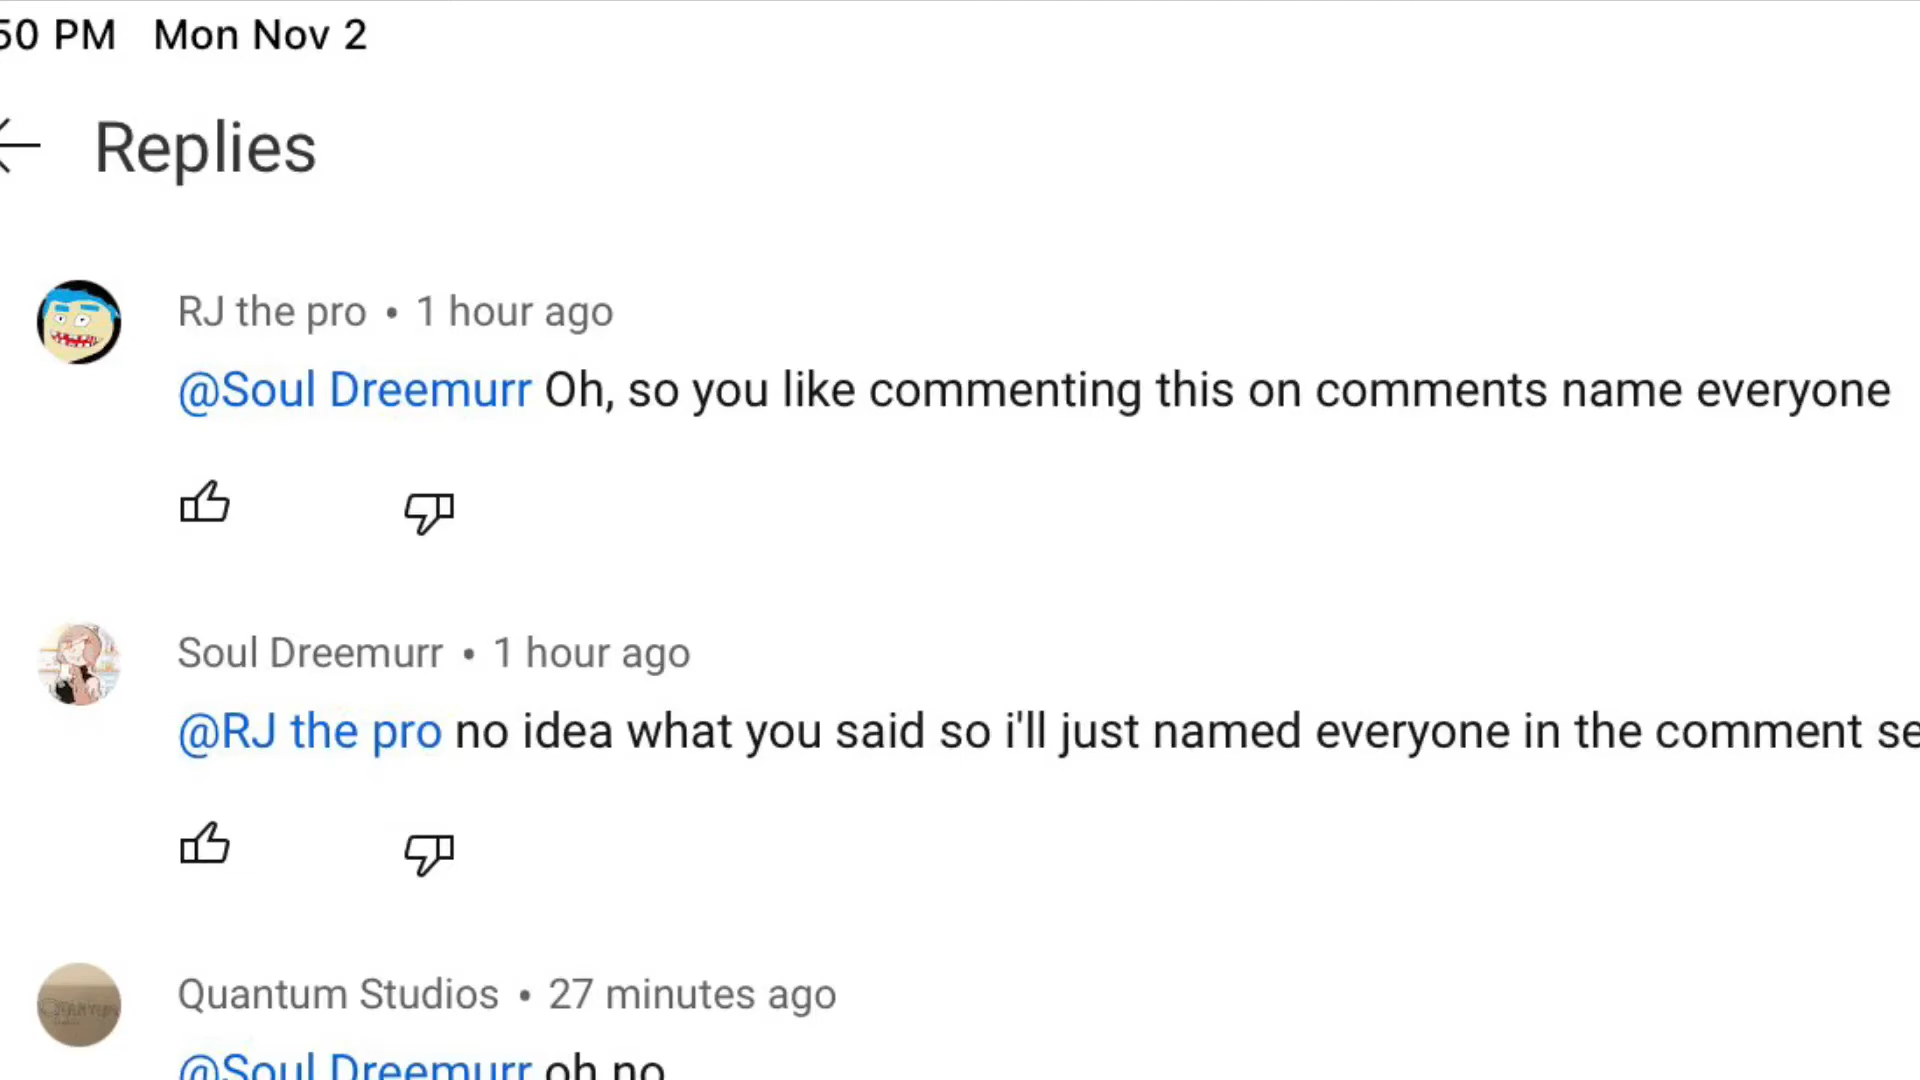 50 PM Mon Nov 2
Replies
RJ the pro • 1 hour ago
@Soul Dreemurr Oh, so you like commenting this on comments name everyone
Soul Dreemurr • 1 hour ago
@RJ the pro no idea what you said so i'll just named everyone in the comment se
Quantum Studios • 27 minutes ago
@Soul Dreemurr oh no